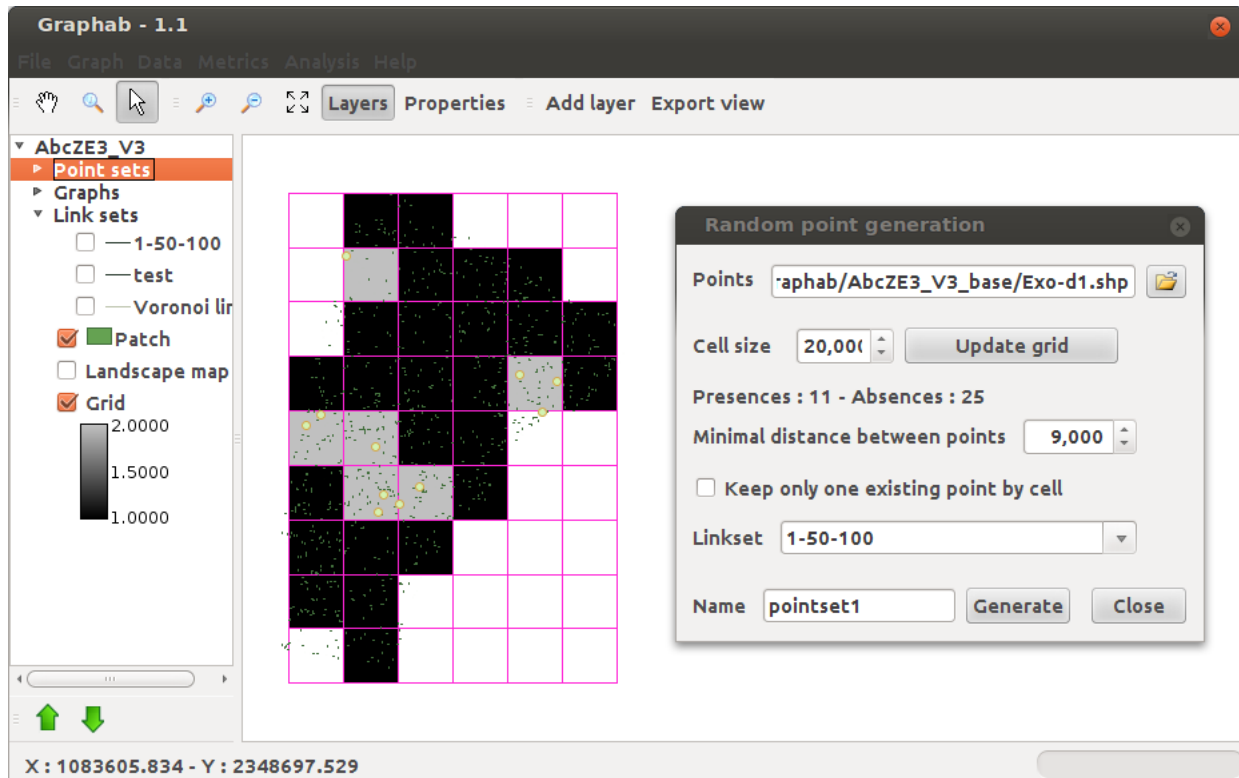 Graphab - 1.1
File Graph Data Metrics Analysis Help
Layers Properties Add layer Export view
AbcZE3_V3
Point sets
Graphs
Link sets
1-50-100
test
Voronoi lir
Patch
Landscape map
Grid
2.0000
1.5000
1.0000
Random point generation
Points raphab/AbcZE3_V3_base/Exo-d1.shp
Cell size 20,00 Update grid
Presences : 11 - Absences : 25
Minimal distance between points 9,000
Keep only one existing point by cell
Linkset 1-50-100
Name pointset1 Generate Close
X : 1083605.834 - Y : 2348697.529